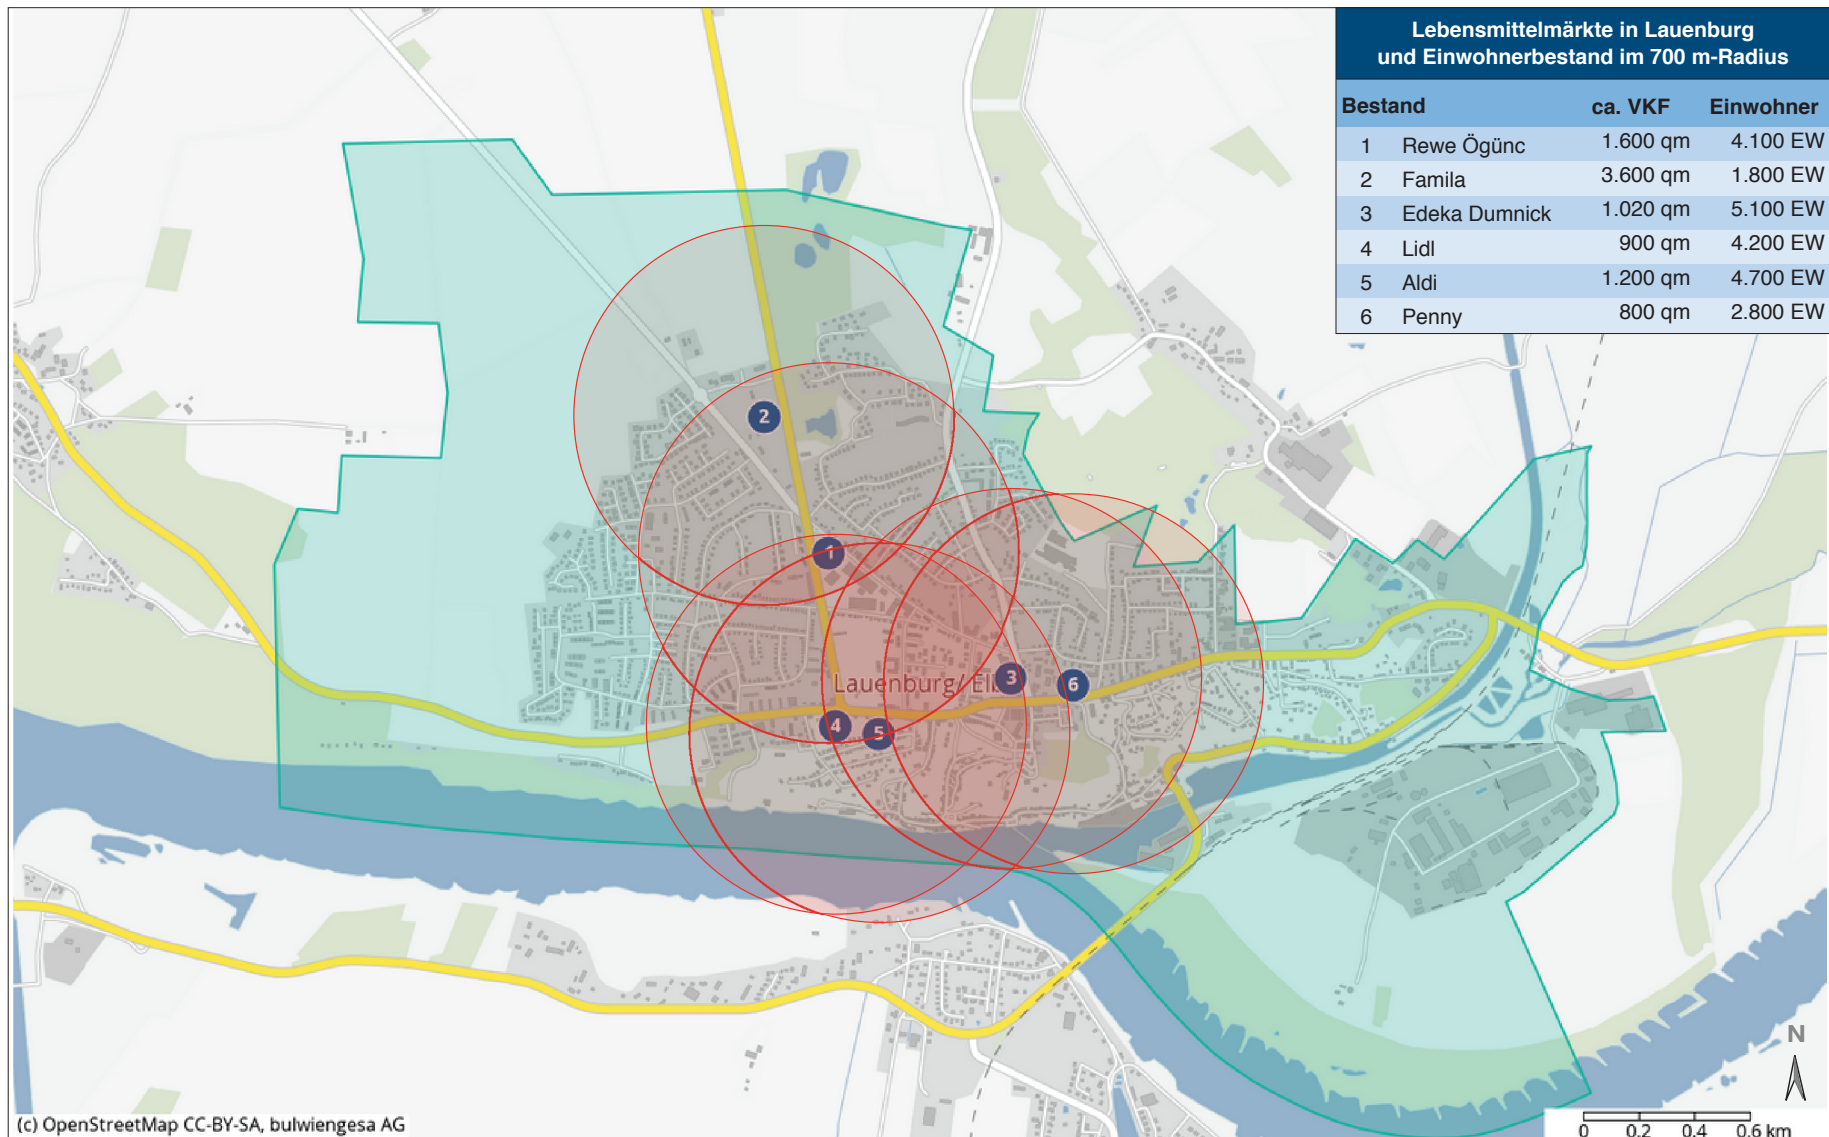 Lebensmittelmärkte in Lauenburg
und Einwohnerbestand im 700 m-Radius
Bestand ca. VKF Einwohner
1 Rewe Ögünc 1.600 qm 4.100 EW
2 Famila 3.600 qm 1.800 EW
3 Edeka Dumnick 1.020 qm 5.100 EW
4 Lidl 900 qm 4.200 EW
5 Aldi 1.200 qm 4.700 EW
6 Penny 800 qm 2.800 EW
2
1
Lauenburg/ Elb
3
6
4
5
N
(c) OpenStreetMap CC-BY-SA, bulwiengesa AG
0 0.2 0.4 0.6 km